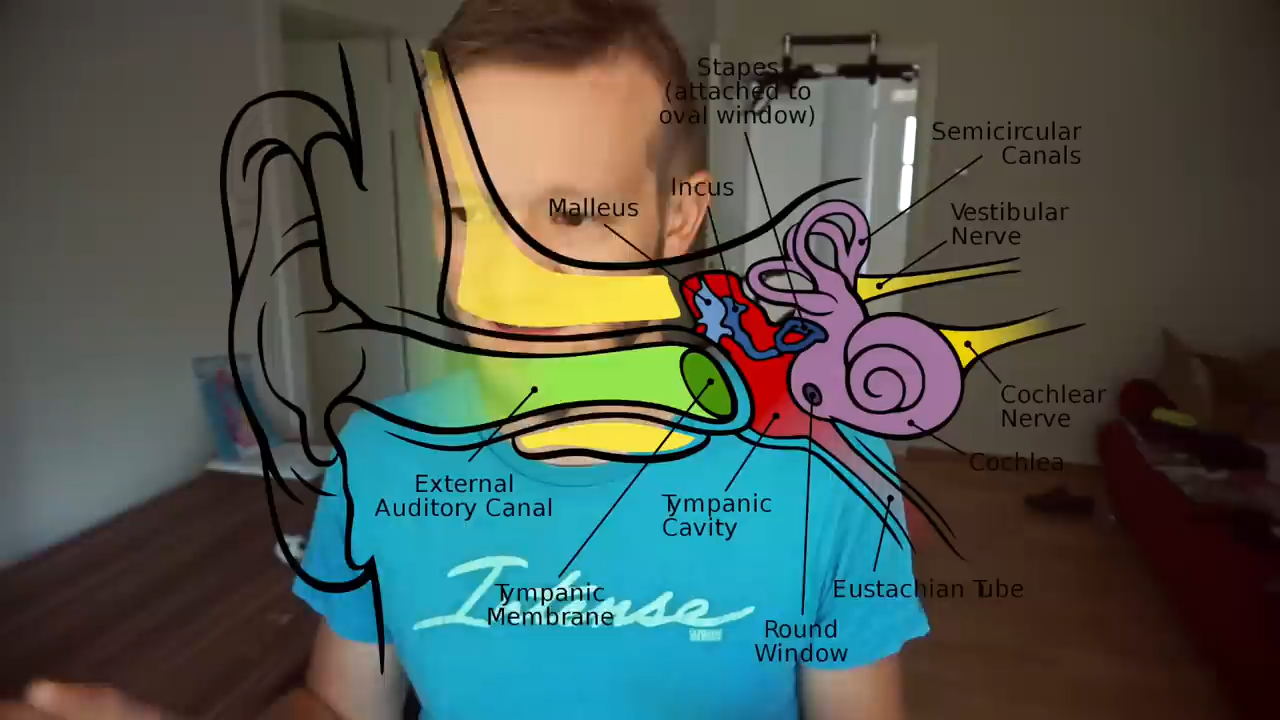 Stapes
(attached to
oval window)
Semicircular
Canals
Incus
Malleus
Vestibular
Nerve
Cochlear
Nerve
Cochlea
External
Auditory Canal
Tympanic
Cavity
Eustachian Tube
Tympanic
Membrane
Intense
Round
Window